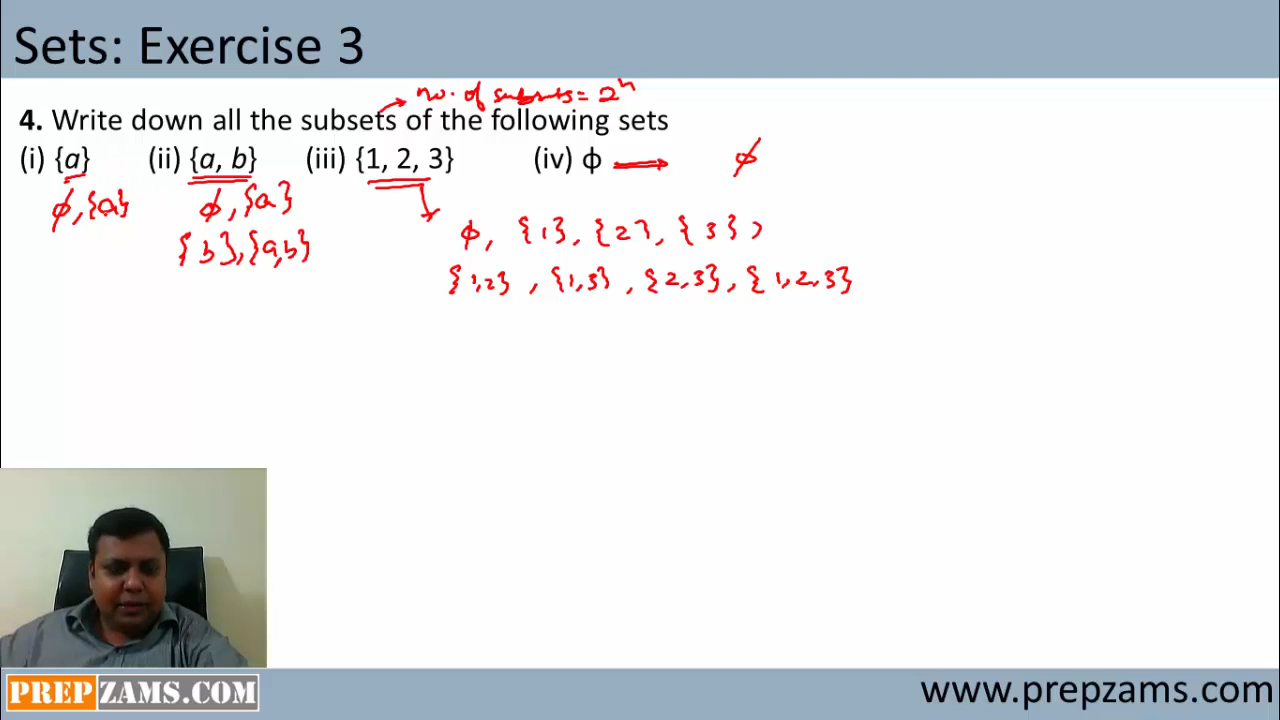 Sets: Exercise 3
no. of subsets = 2ⁿ
4. Write down all the subsets of the following sets
(i) {a} (ii) {a, b} (iii) {1, 2, 3} (iv) ϕ ϕ
ϕ, {a} ϕ, {a}
{b}, {a,b}
ϕ, {1}, {2}, {3},
{1,2}, {1,3}, {2,3}, {1,2,3}
PREPZAMS.COM www.prepzams.com